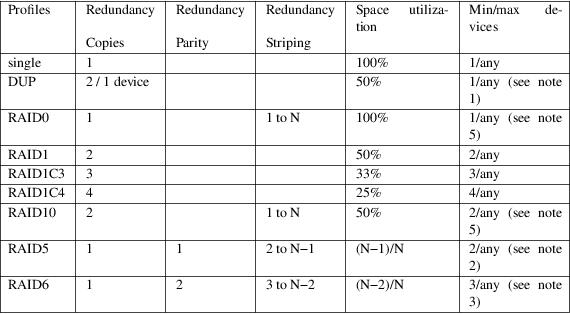 Profiles Redundancy Redundancy Redundancy Space utiliza- Min/max de-
tion vices
Copies Parity Striping
single 1 100% 1/any
DUP 2 / 1 device 50% 1/any (see note
1)
RAID0 1 1 to N 100% 1/any (see note
5)
RAID1 2 50% 2/any
RAID1C3 3 33% 3/any
RAID1C4 4 25% 4/any
RAID10 2 1 to N 50% 2/any (see note
5)
RAID5 1 1 2 to N−1 (N−1)/N 2/any (see note
2)
RAID6 1 2 3 to N−2 (N−2)/N 3/any (see note
3)